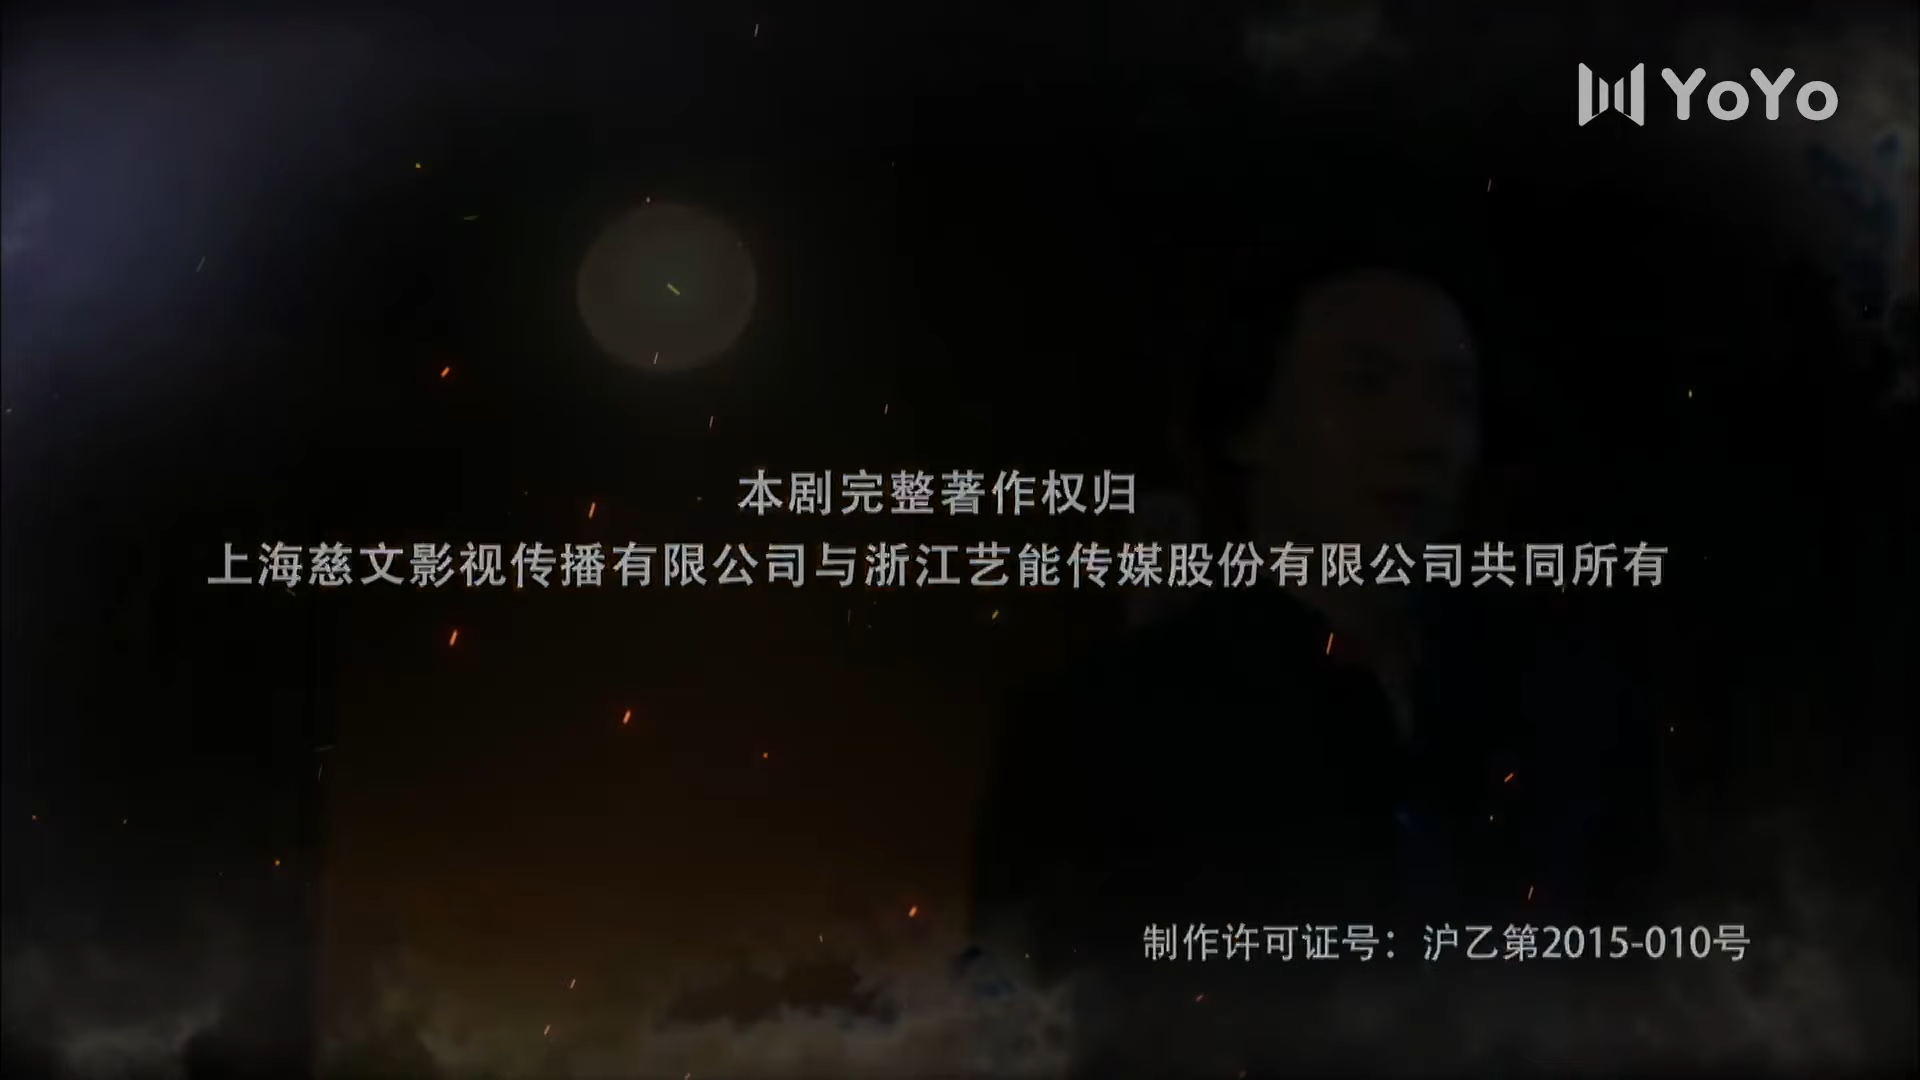 YoYo
本剧完整著作权归
上海慈文影视传播有限公司与浙江艺能传媒股份有限公司共同所有
制作许可证号：沪乙第2015-010号